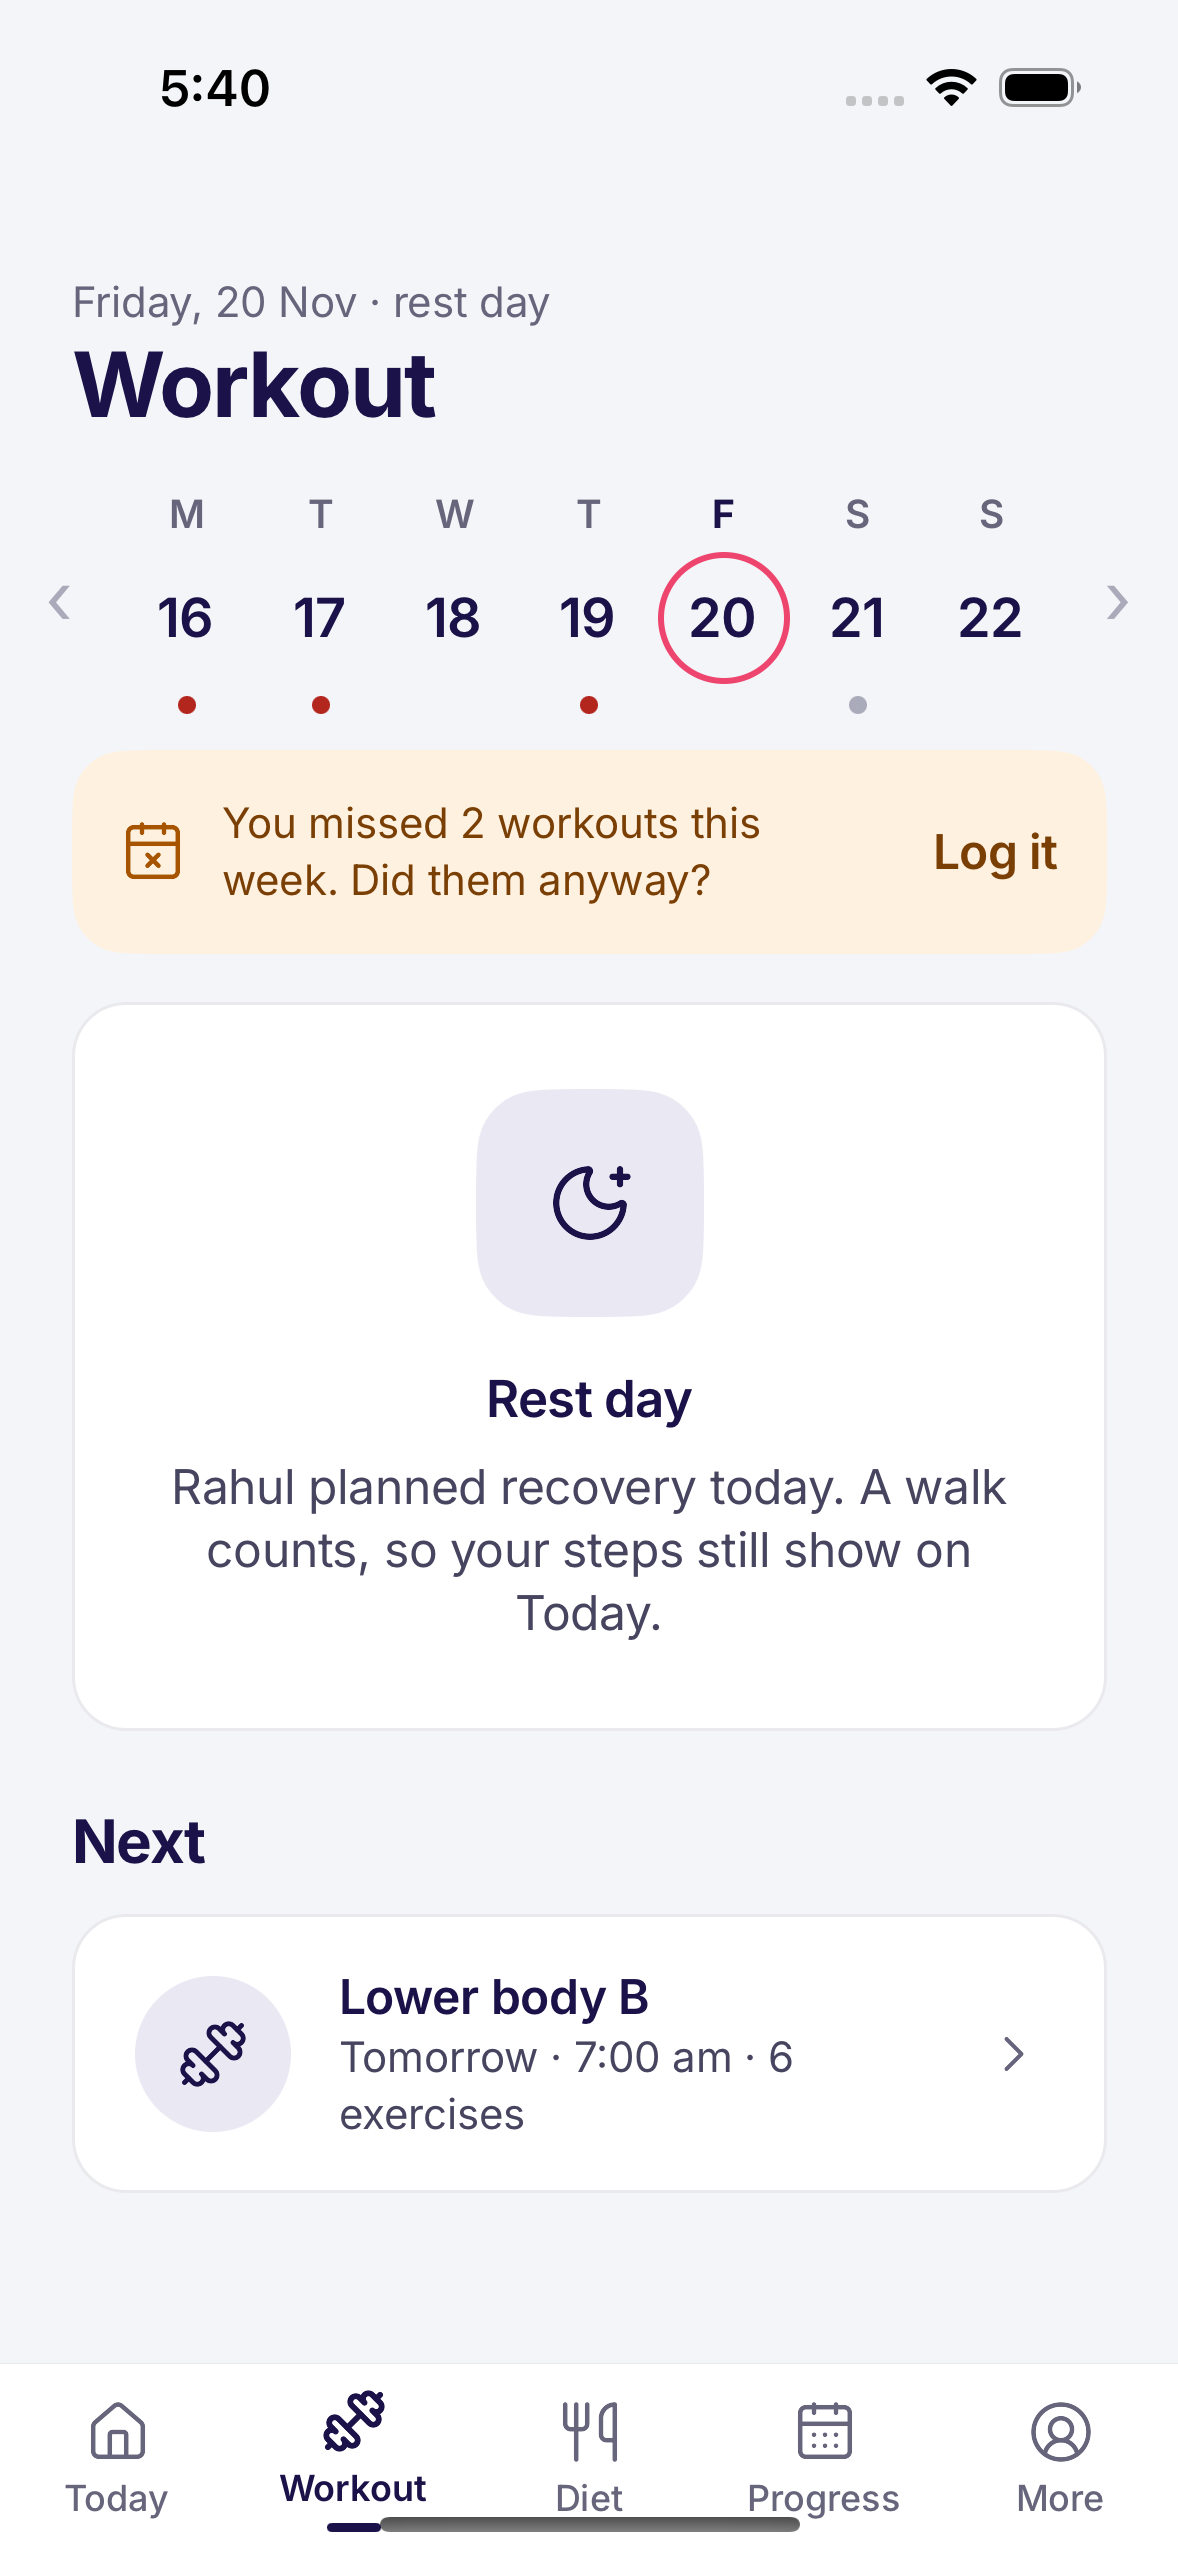 5:40
Friday, 20 Nov · rest day
Workout
M T W T F S S
16 17 18 19 20 21 22
You missed 2 workouts this
week. Did them anyway?
Log it
Rest day
Rahul planned recovery today. A walk
counts, so your steps still show on
Today.
Next
Lower body B
Tomorrow · 7:00 am · 6
exercises
Today Workout Diet Progress More